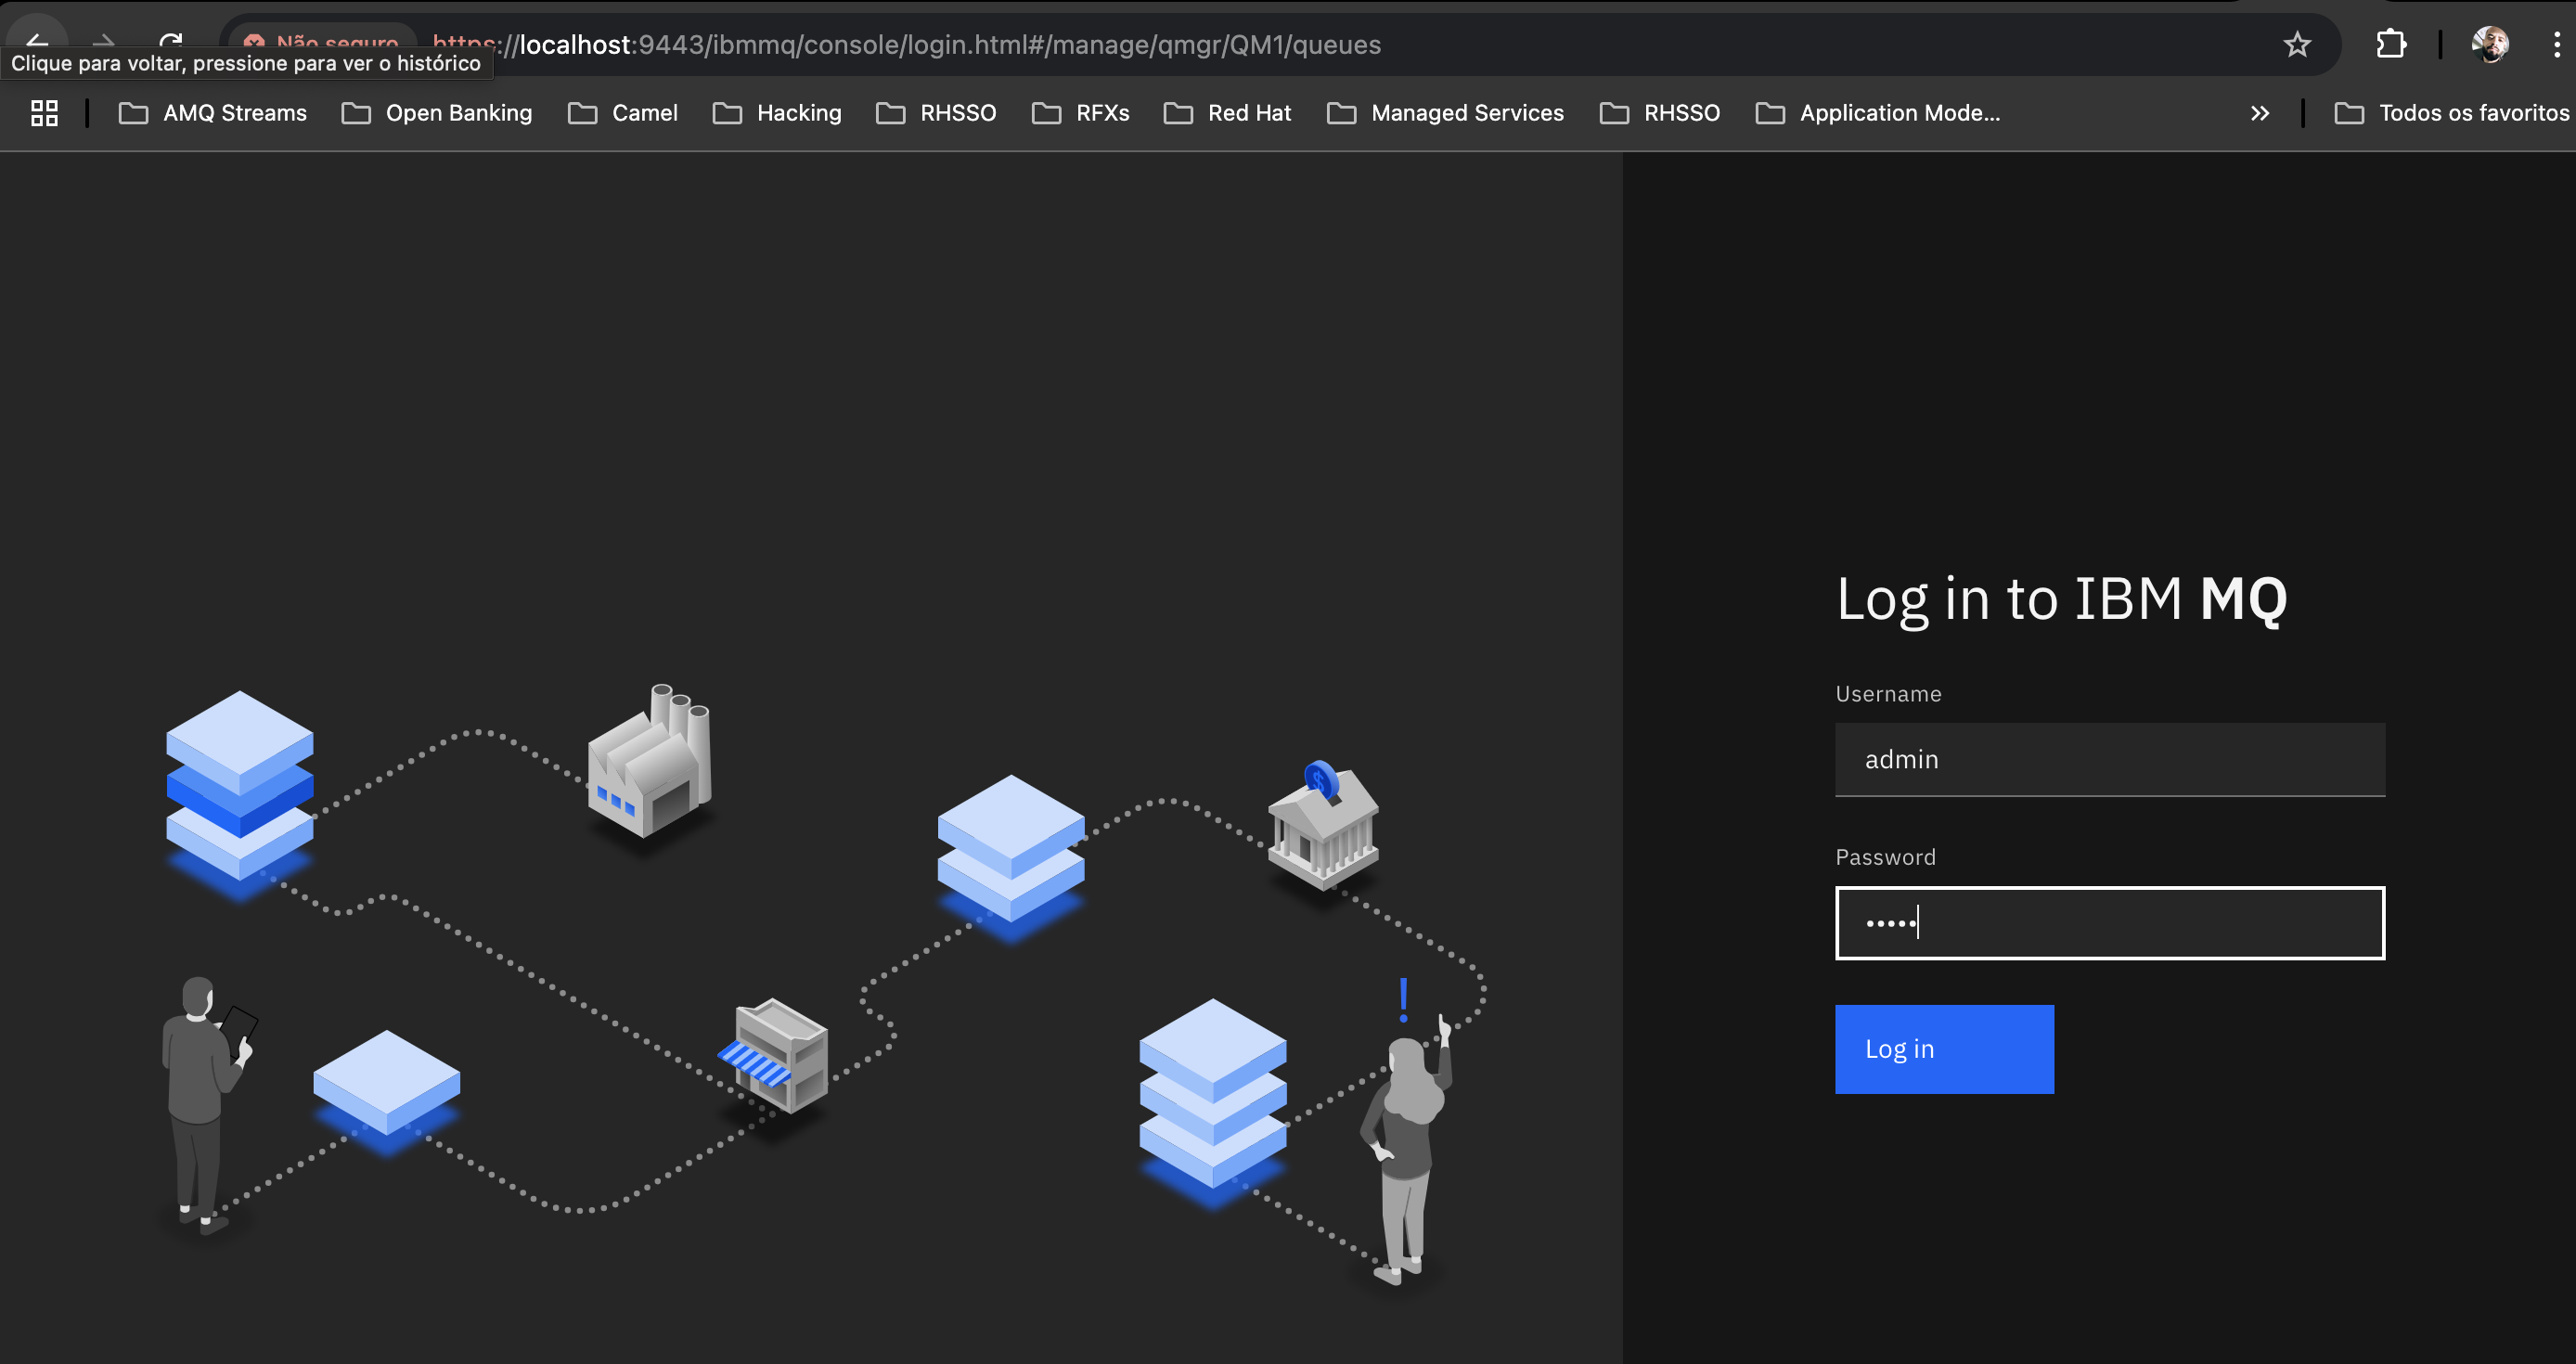 Não seguro https://localhost:9443/ibmmq/console/login.html#/manage/qmgr/QM1/queues
Clique para voltar, pressione para ver o histórico
AMQ Streams Open Banking Camel Hacking RHSSO RFXs Red Hat Managed Services RHSSO Application Mode... Todos os favoritos
Log in to IBM MQ
Username
admin
Password
•••••
Log in
$
!